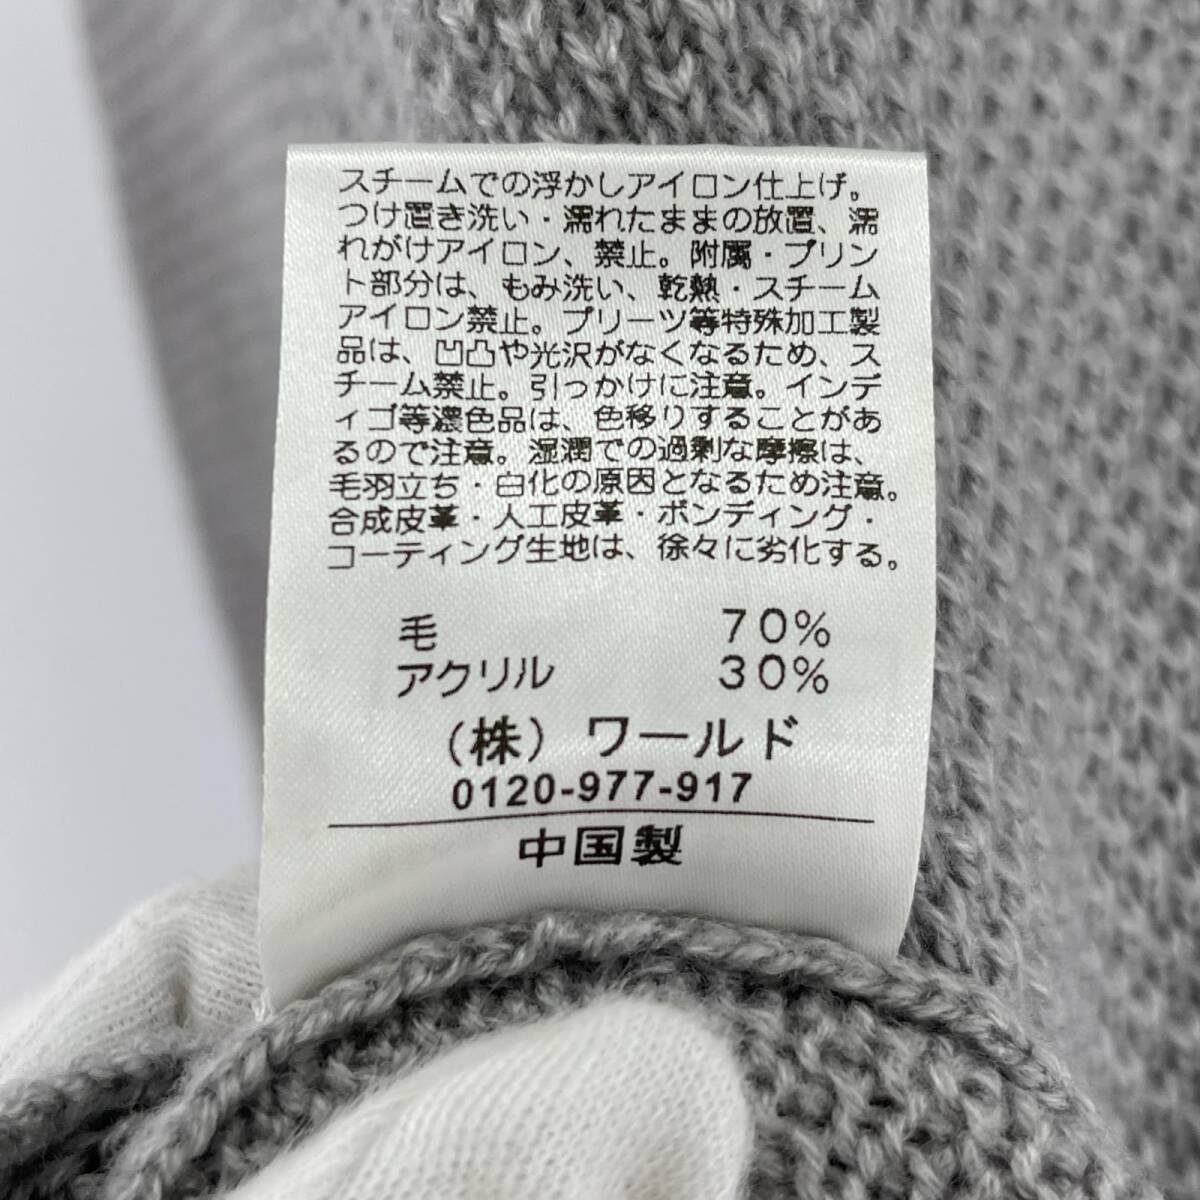 スチームでの浮かしアイロン仕上げ。
つけ置き洗い・濡れたままの放置、濡
れがけアイロン、禁止。附属・プリン
ト部分は、もみ洗い、乾熱・スチーム
アイロン禁止。プリーツ等特殊加工製
品は、凹凸や光沢がなくなるため、ス
チーム禁止。引っかけに注意。インデ
ィゴ等濃色品は、色移りすることがあ
るので注意。湿潤での過剰な摩擦は、
毛羽立ち・白化の原因となるため注意。
合成皮革・人工皮革・ボンディング・
コーティング生地は、徐々に劣化する。
毛 70%
アクリル 30%
（株）ワールド
0120-977-917
中国製